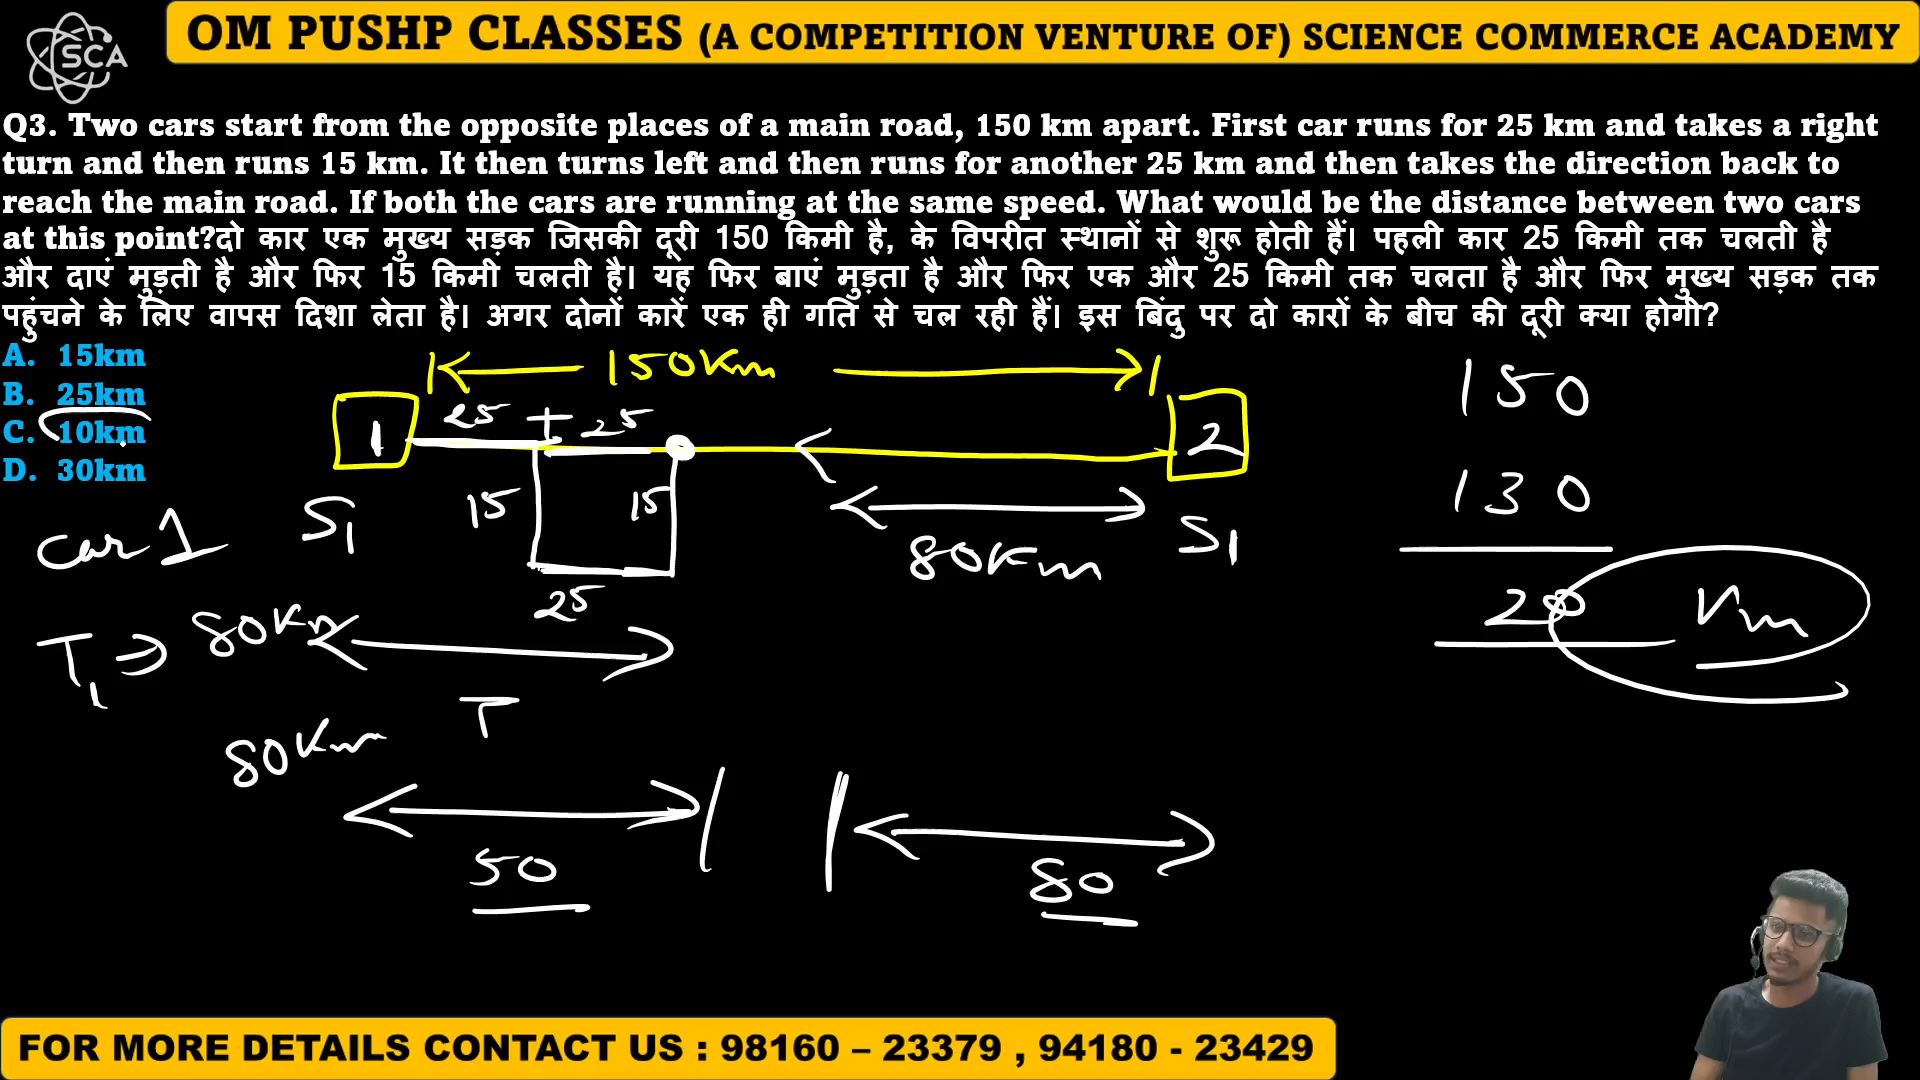 SCA
OM PUSHP CLASSES (A COMPETITION VENTURE OF) SCIENCE COMMERCE ACADEMY
Q3. Two cars start from the opposite places of a main road, 150 km apart. First car runs for 25 km and takes a right
turn and then runs 15 km. It then turns left and then runs for another 25 km and then takes the direction back to
reach the main road. If both the cars are running at the same speed. What would be the distance between two cars
at this point?दो कार एक मुख्य सड़क जिसकी दूरी 150 किमी है, के विपरीत स्थानों से शुरू होती हैं। पहली कार 25 किमी तक चलती है
और दाएं मुड़ती है और फिर 15 किमी चलती है। यह फिर बाएं मुड़ता है और फिर एक और 25 किमी तक चलता है और फिर मुख्य सड़क तक
पहुंचने के लिए वापस दिशा लेता है। अगर दोनों कारें एक ही गति से चल रही हैं। इस बिंदु पर दो कारों के बीच की दूरी क्या होगी?
A. 15km
B. 25km
C. 10km
D. 30km
150Km
25 + 25
1
2
15
15
25
S1
80Km
S1
car 1
T1 ⇒ 80Km
T
80Km
50
80
150
130
20 Km
FOR MORE DETAILS CONTACT US : 98160 – 23379 , 94180 - 23429